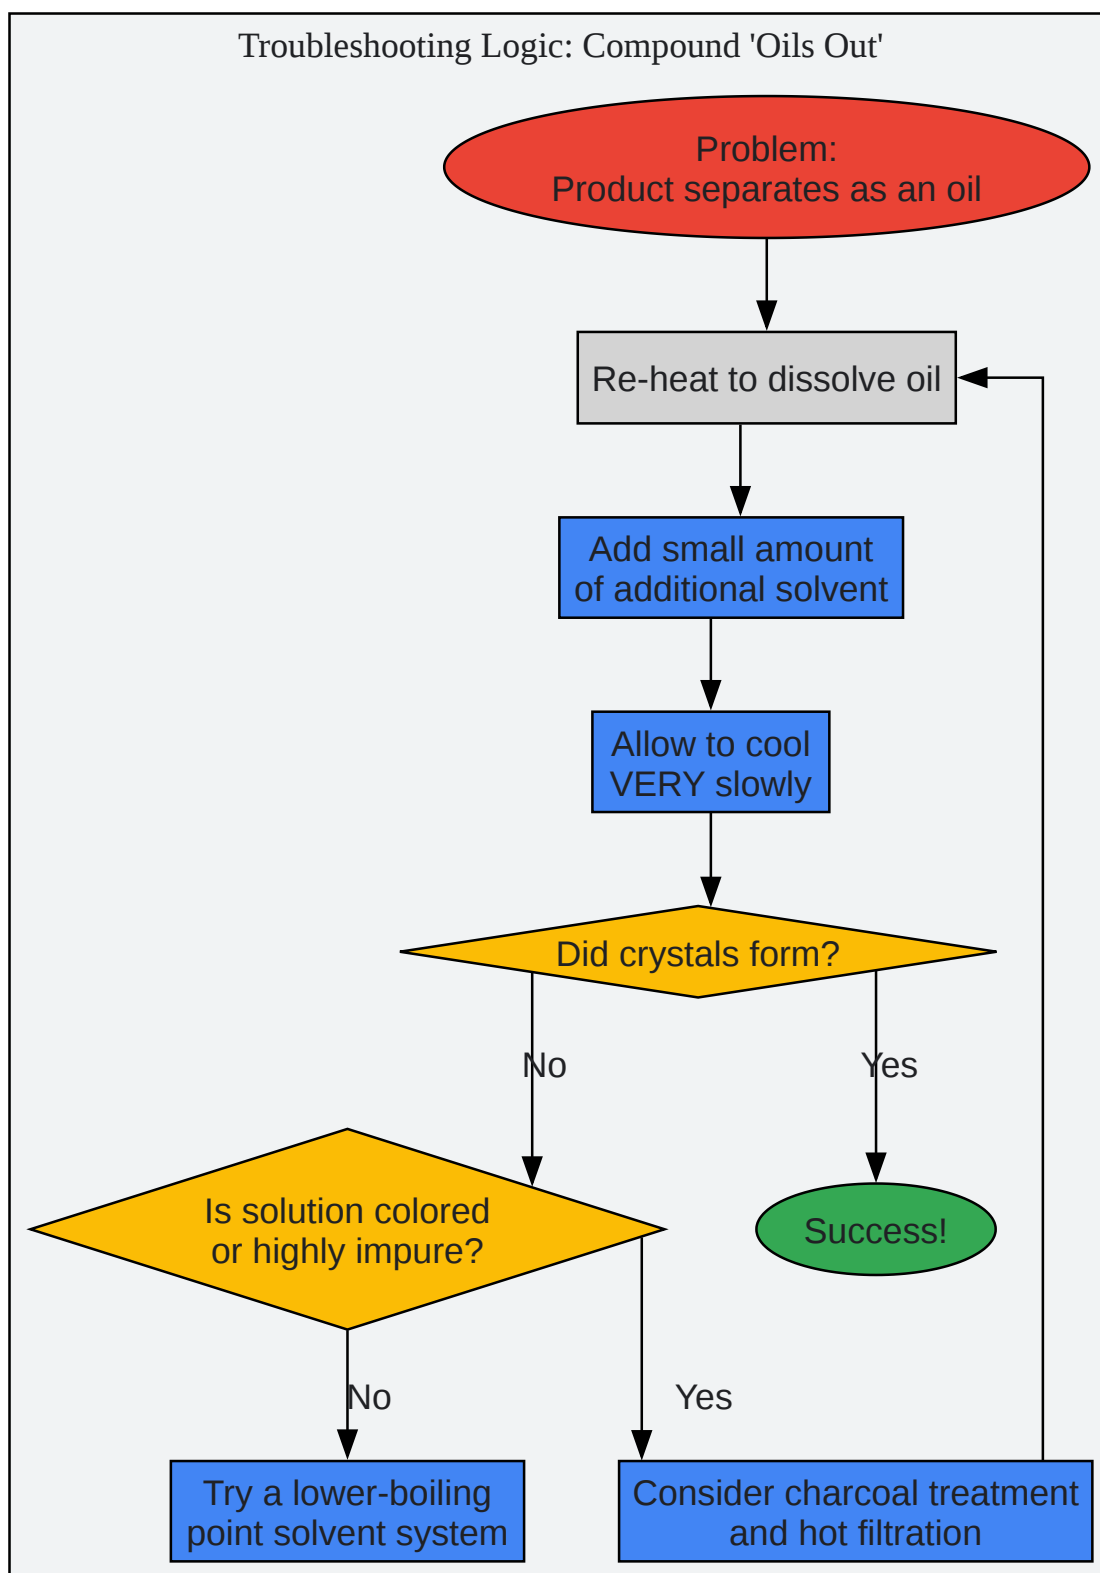 Troubleshooting Logic: Compound 'Oils Out'
Problem:
Product separates as an oil
Re-heat to dissolve oil
Add small amount
of additional solvent
Allow to cool
VERY slowly
Did crystals form?
No
Yes
Is solution colored
or highly impure?
Success!
No
Yes
Try a lower-boiling
point solvent system
Consider charcoal treatment
and hot filtration